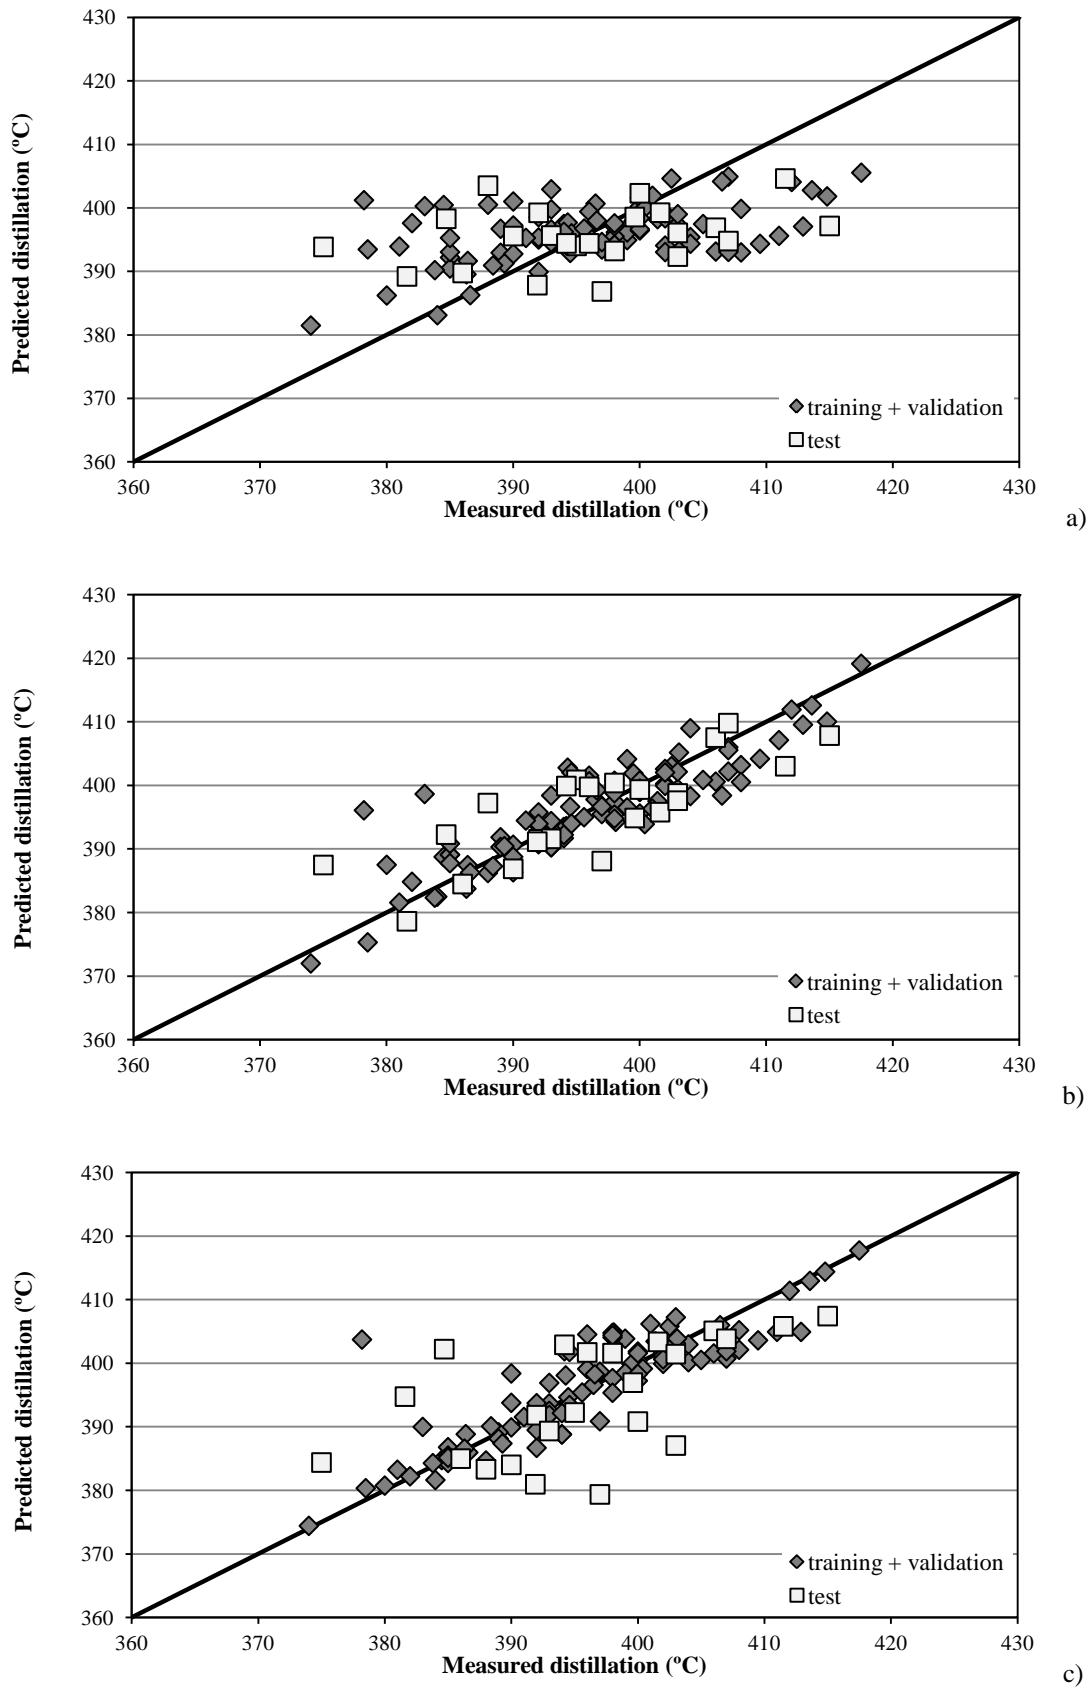 430
420
410
400
390
380
370
360
360 370 380 390 400 410 420 430
Predicted distillation (ºC)
Measured distillation (ºC)
training + validation
test
a)
430
420
410
400
390
380
370
360
360 370 380 390 400 410 420 430
Predicted distillation (ºC)
Measured distillation (ºC)
training + validation
test
b)
430
420
410
400
390
380
370
360
360 370 380 390 400 410 420 430
Predicted distillation (ºC)
Measured distillation (ºC)
training + validation
test
c)